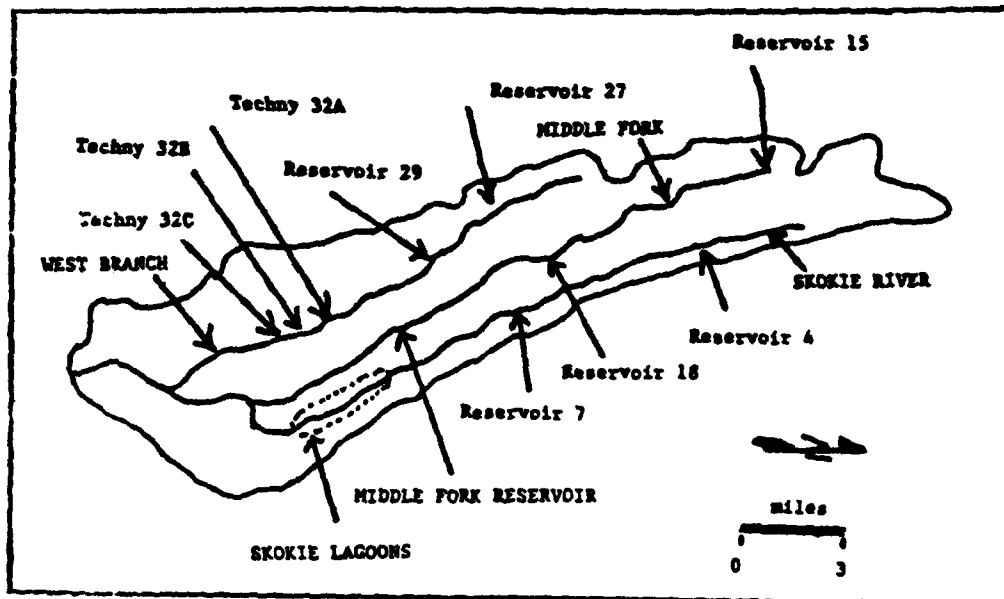 Reservoir 15
Reservoir 27
Techny 32A
MIDDLE FORK
Techny 32B
Reservoir 29
Techny 32C
WEST BRANCH
SKOKIE RIVER
Reservoir 4
Reservoir 18
Reservoir 7
MIDDLE FORK RESERVOIR
SKOKIE LAGOONS
miles
0 3